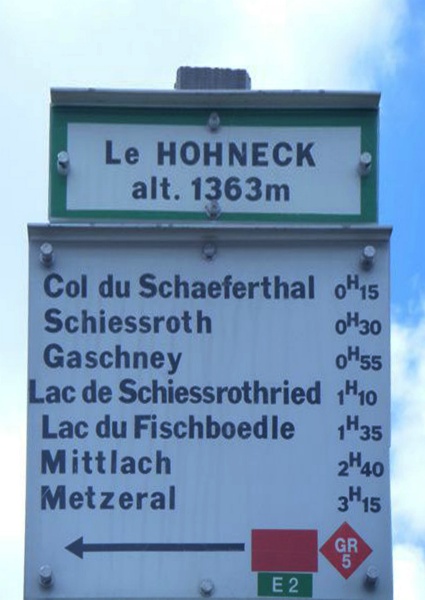 Le HOHNECK
alt. 1363m
Col du Schaeferthal 0H15
Schiessroth 0H30
Gaschney 0H55
Lac de Schiessrothried 1H10
Lac du Fischboedle 1H35
Mittlach 2H40
Metzeral 3H15
GR
5
E 2